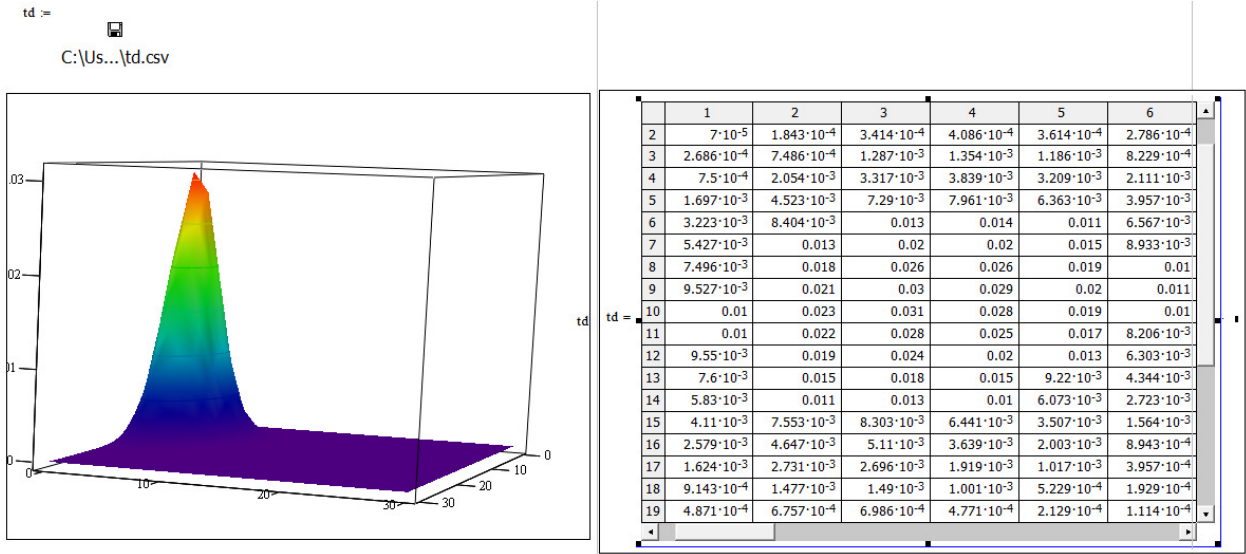 td :=
C:\Us...\td.csv
.03
02
01
0
0
10
20
30
30
20
10
0
td
td =
1 2 3 4 5 6
2 7·10-5 1.843·10-4 3.414·10-4 4.086·10-4 3.614·10-4 2.786·10-4
3 2.686·10-4 7.486·10-4 1.287·10-3 1.354·10-3 1.186·10-3 8.229·10-4
4 7.5·10-4 2.054·10-3 3.317·10-3 3.839·10-3 3.209·10-3 2.111·10-3
5 1.697·10-3 4.523·10-3 7.29·10-3 7.961·10-3 6.363·10-3 3.957·10-3
6 3.223·10-3 8.404·10-3 0.013 0.014 0.011 6.567·10-3
7 5.427·10-3 0.013 0.02 0.02 0.015 8.933·10-3
8 7.496·10-3 0.018 0.026 0.026 0.019 0.01
9 9.527·10-3 0.021 0.03 0.029 0.02 0.011
10 0.01 0.023 0.031 0.028 0.019 0.01
11 0.01 0.022 0.028 0.025 0.017 8.206·10-3
12 9.55·10-3 0.019 0.024 0.02 0.013 6.303·10-3
13 7.6·10-3 0.015 0.018 0.015 9.22·10-3 4.344·10-3
14 5.83·10-3 0.011 0.013 0.01 6.073·10-3 2.723·10-3
15 4.11·10-3 7.553·10-3 8.303·10-3 6.441·10-3 3.507·10-3 1.564·10-3
16 2.579·10-3 4.647·10-3 5.11·10-3 3.639·10-3 2.003·10-3 8.943·10-4
17 1.624·10-3 2.731·10-3 2.696·10-3 1.919·10-3 1.017·10-3 3.957·10-4
18 9.143·10-4 1.477·10-3 1.49·10-3 1.001·10-3 5.229·10-4 1.929·10-4
19 4.871·10-4 6.757·10-4 6.986·10-4 4.771·10-4 2.129·10-4 1.114·10-4